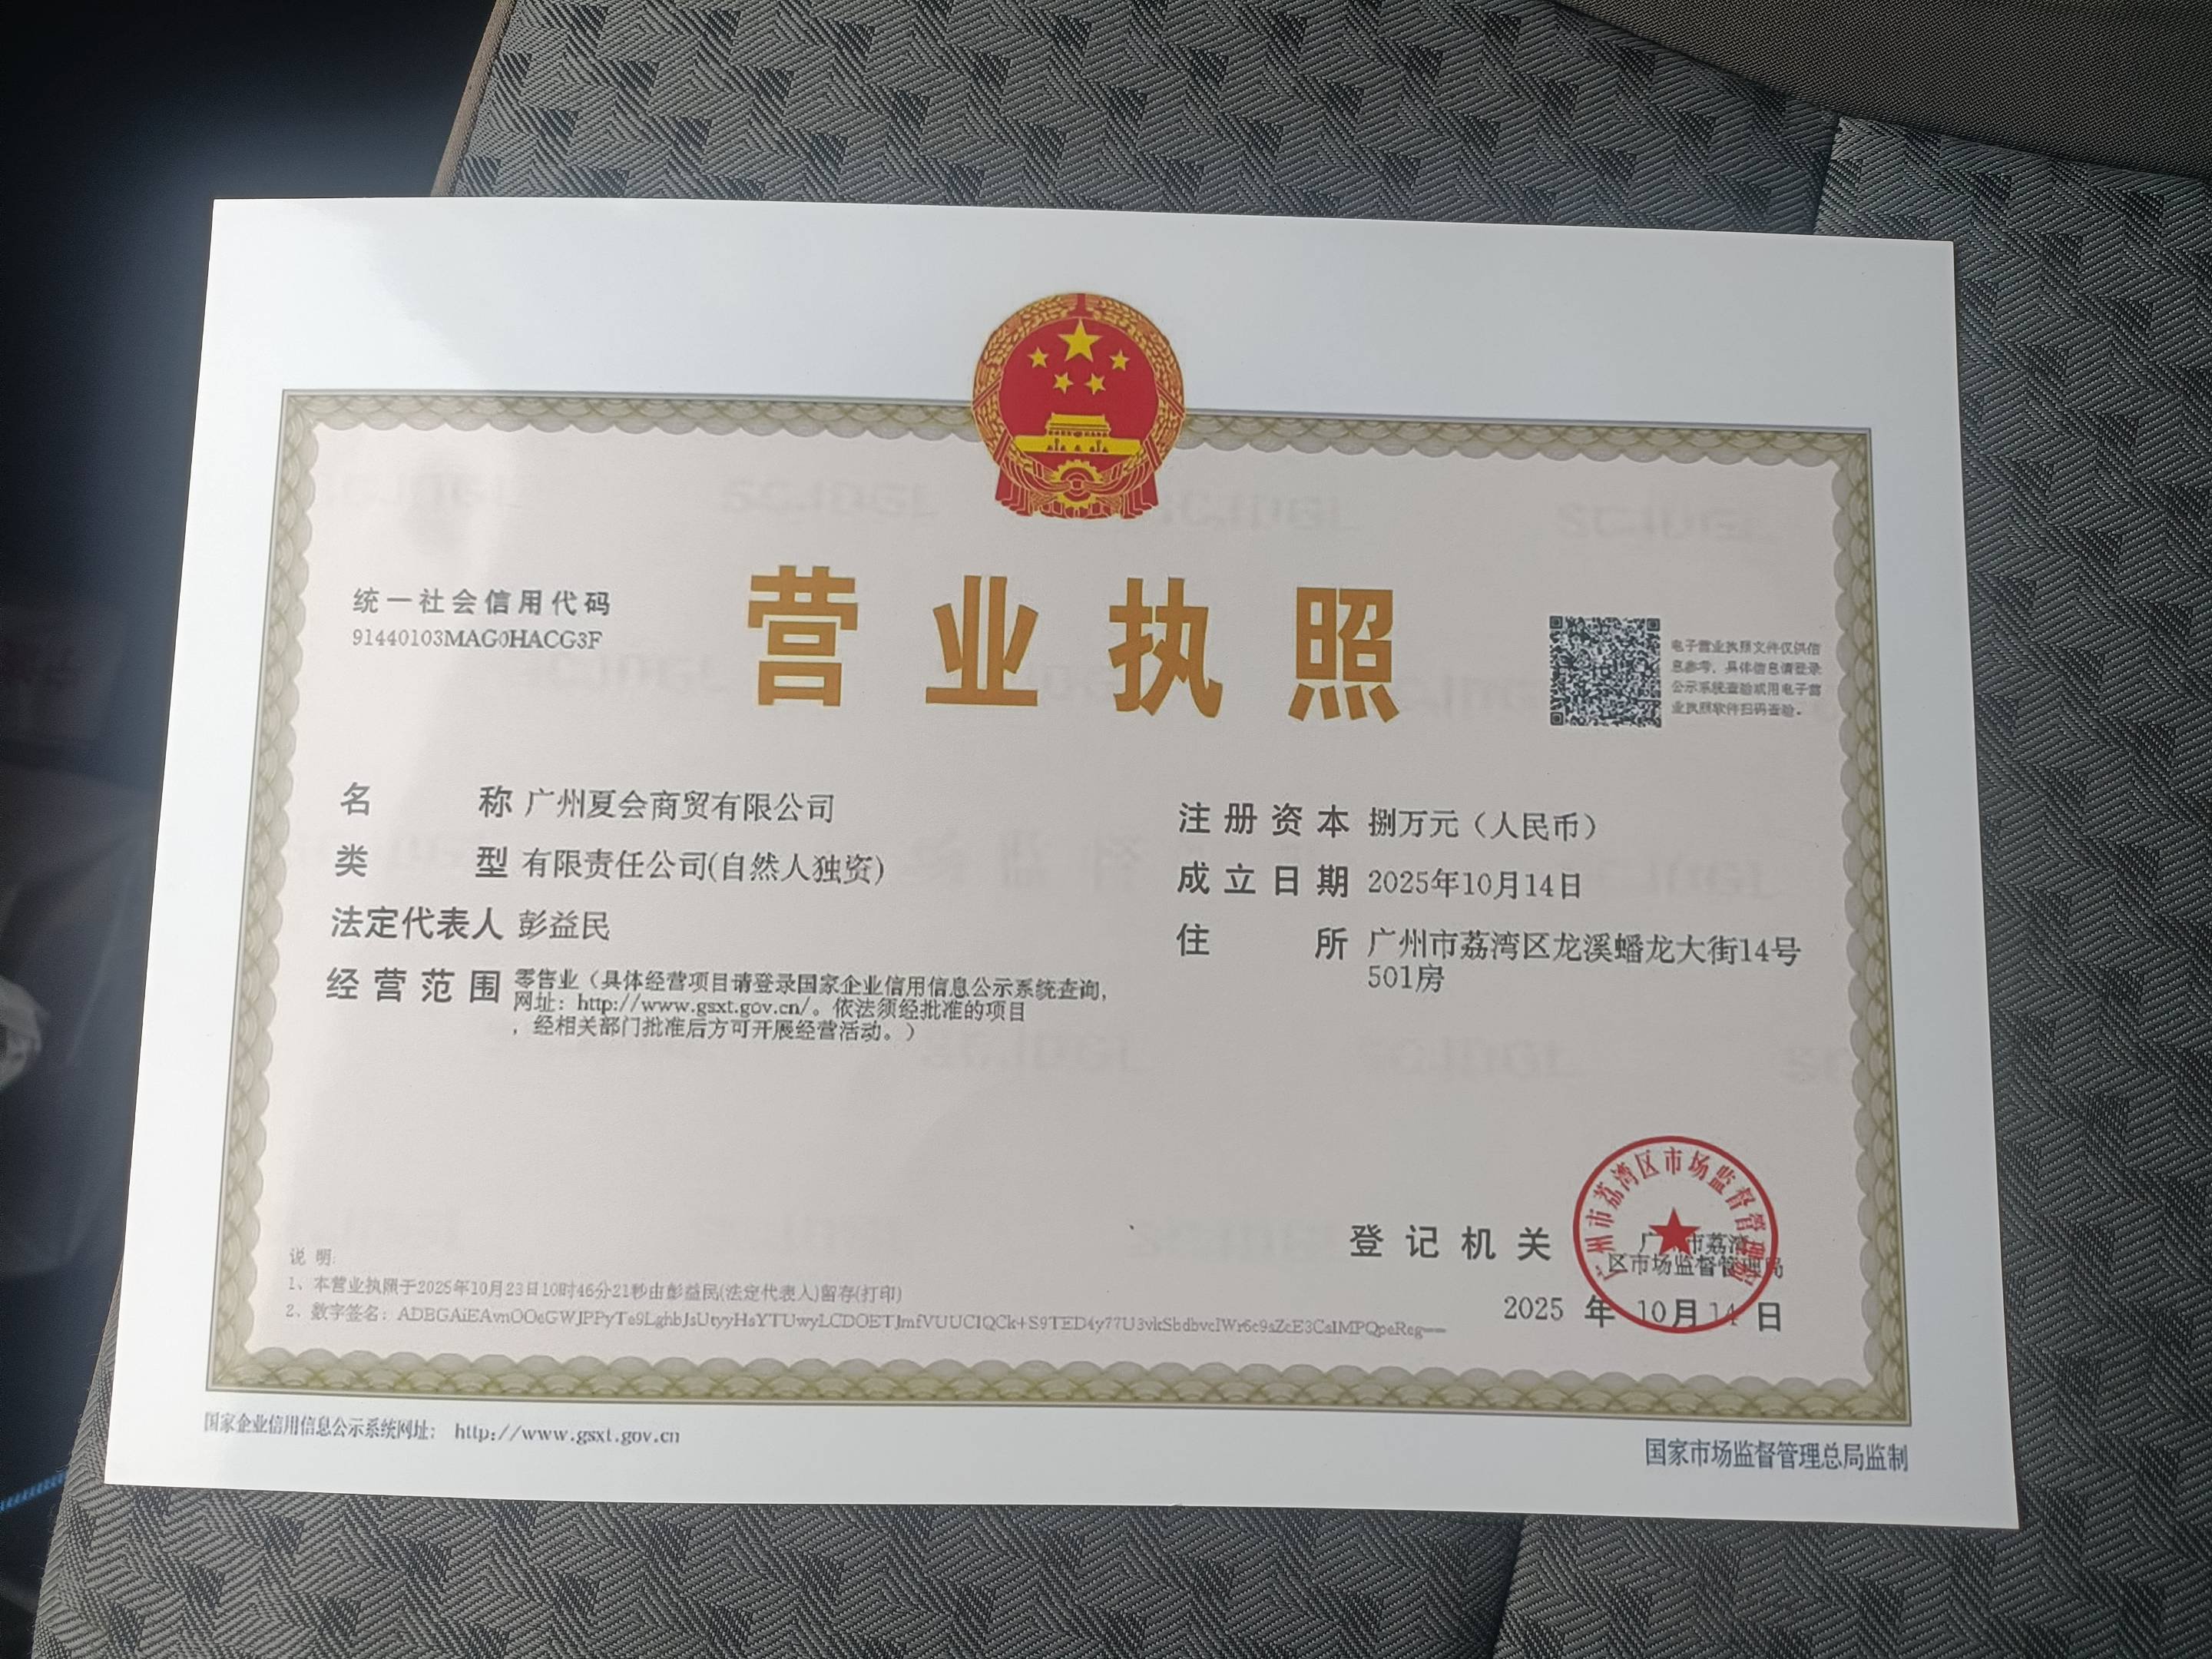 营业执照
统一社会信用代码
91440103MAG0HACG3F
电子营业执照文件仅供信
息参考，具体信息请登录
公示系统查验或用电子营
业执照软件扫码查验。
名称 广州夏会商贸有限公司
类型 有限责任公司(自然人独资)
法定代表人 彭益民
经营范围 零售业（具体经营项目请登录国家企业信用信息公示系统查询，
网址：http://www.gsxt.gov.cn/。依法须经批准的项目
，经相关部门批准后方可开展经营活动。）
注册资本 捌万元（人民币）
成立日期 2025年10月14日
住所 广州市荔湾区龙溪蟠龙大街14号
501房
登记机关
广州市荔湾
区市场监督管理局
广州市荔湾区市场监督管理局
2025 年 10 月 14 日
说 明:
1、本营业执照于2025年10月23日10时46分21秒由彭益民(法定代表人)留存(打印)
2、数字签名：
国家企业信用信息公示系统网址： http://www.gsxt.gov.cn
国家市场监督管理总局监制
SCJDGL
SCJDGL
SCJDGL